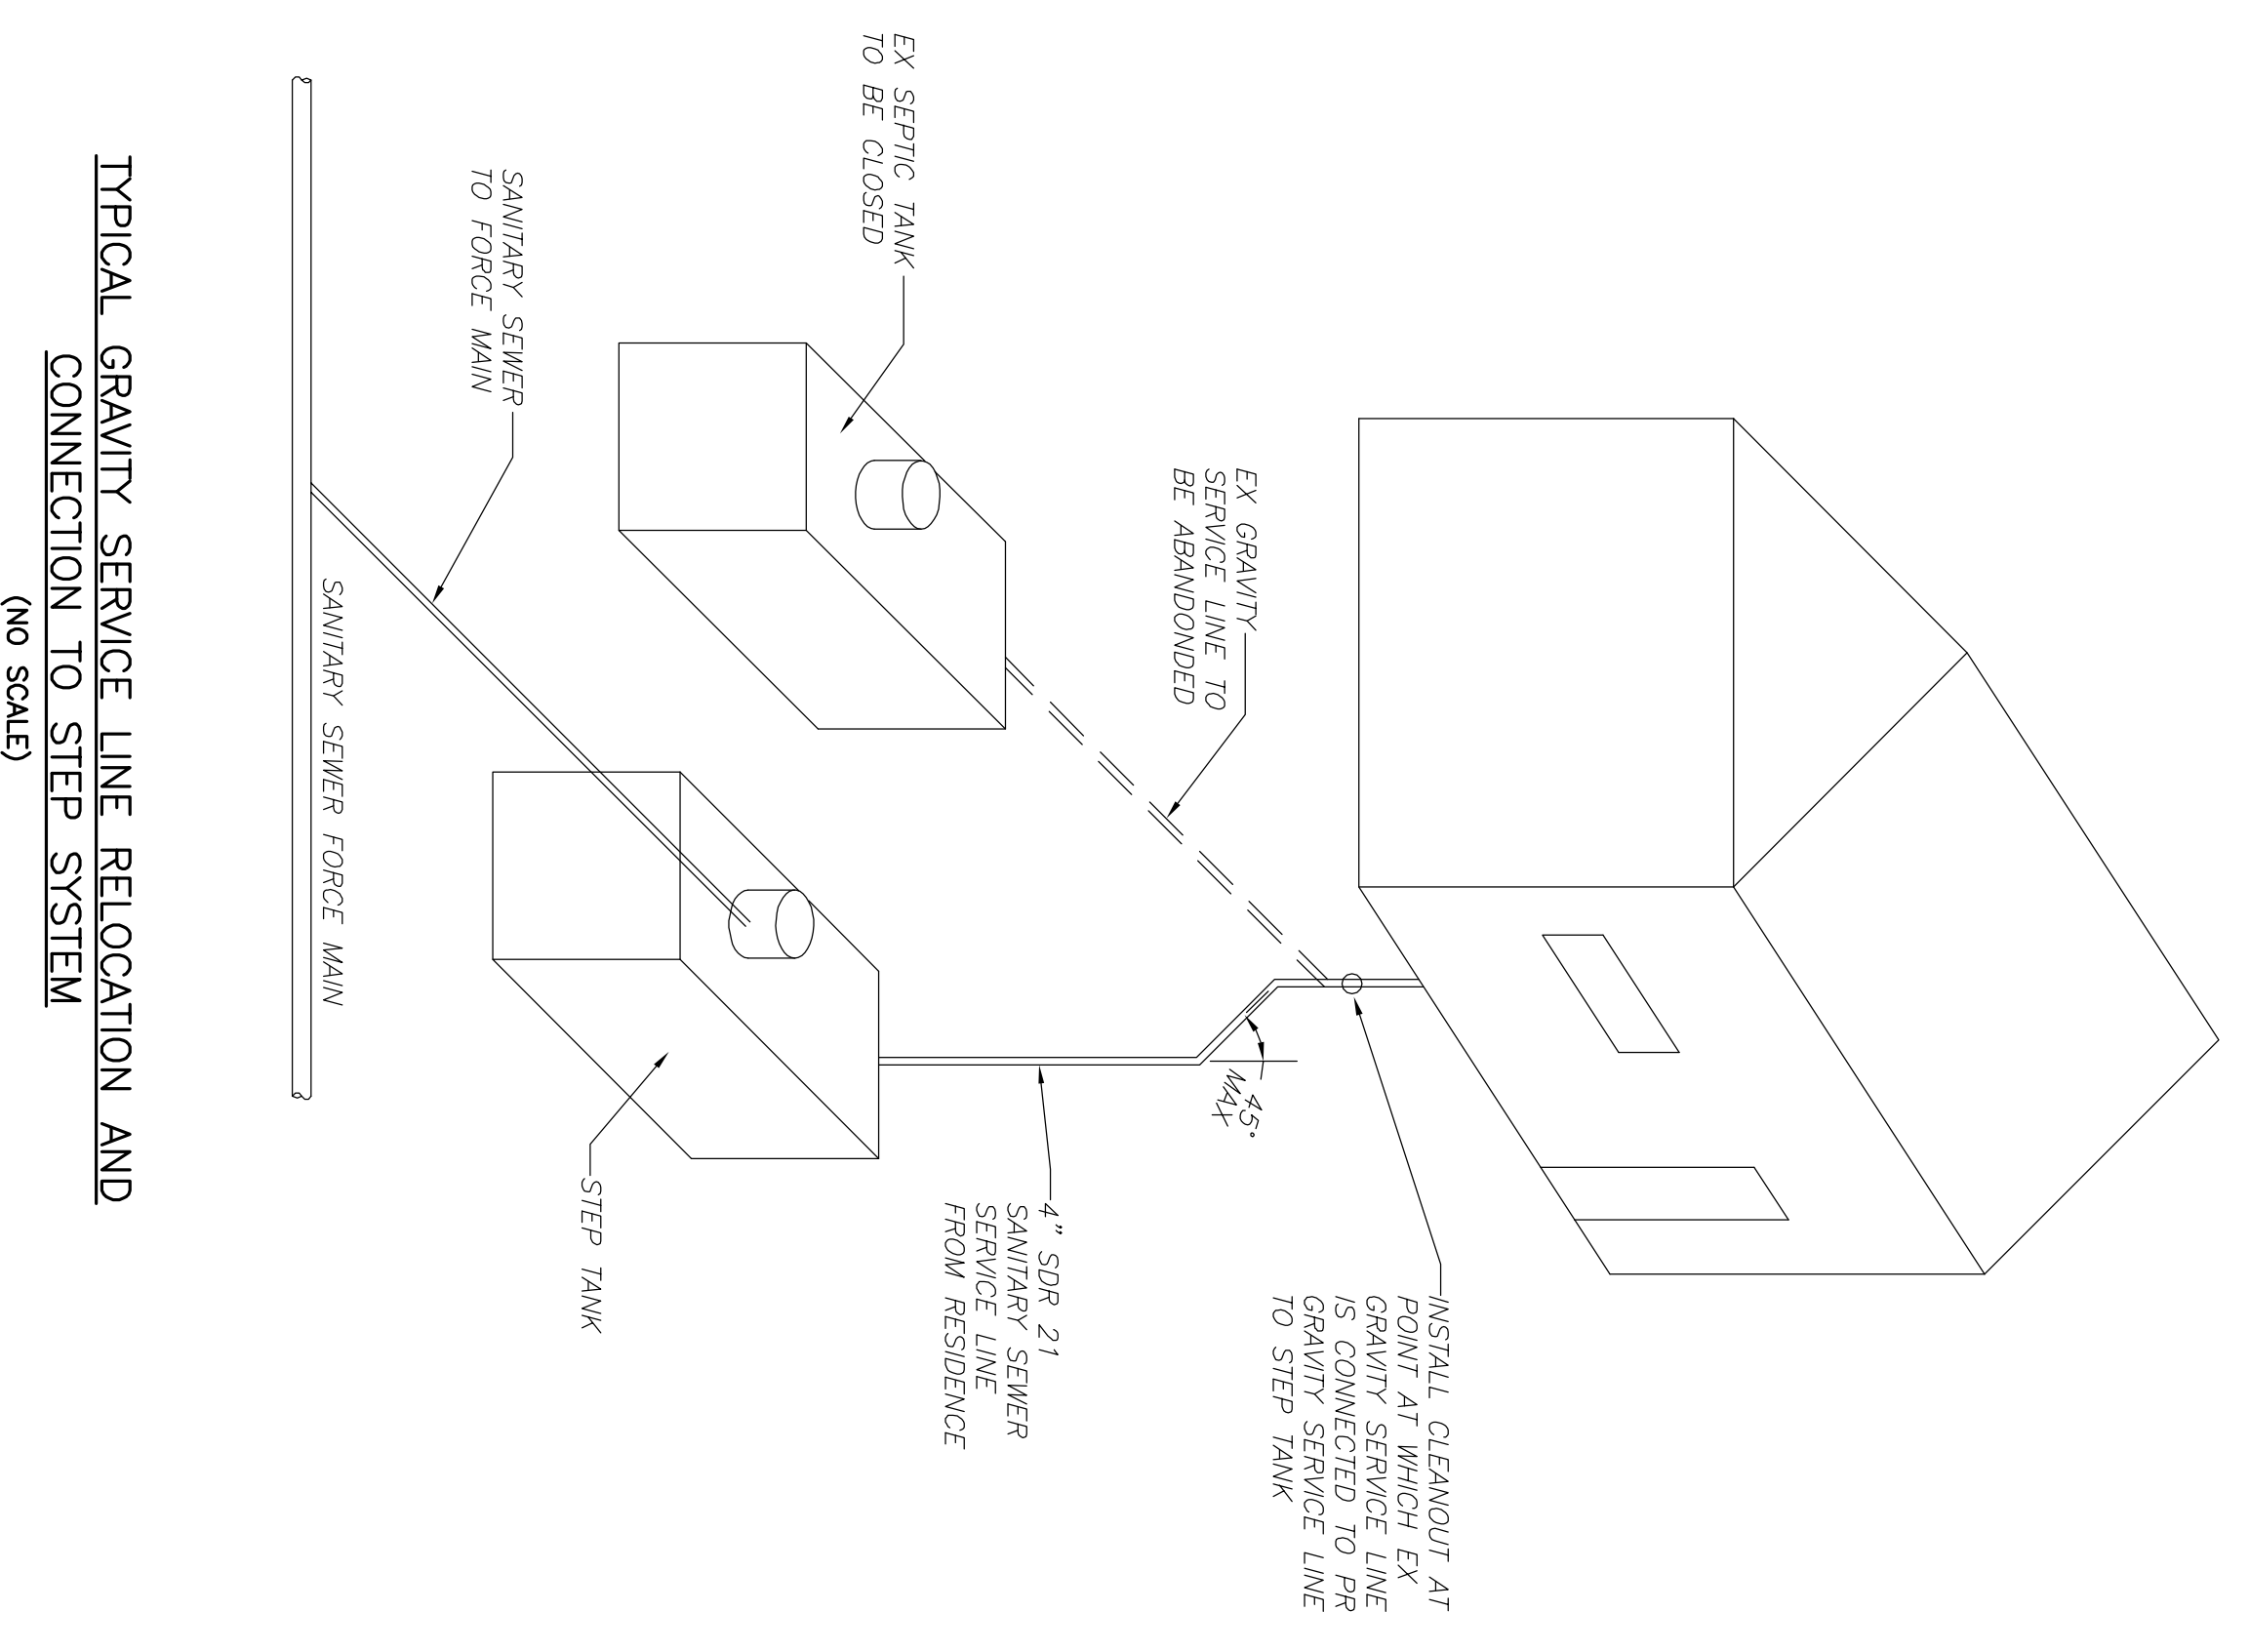 INSTALL CLEANOUT AT
POINT AT WHICH EX
GRAVITY SERVICE LINE
IS CONNECTED TO PR
GRAVITY SERVICE LINE
TO STEP TANK
EX GRAVITY
SERVICE LINE TO
BE ABANDONED
45°
MAX
4" SDR 21
SANITARY SEWER
SERVICE LINE
FROM RESIDENCE
EX SEPTIC TANK
TO BE CLOSED
STEP TANK
SANITARY SEWER
TO FORCE MAIN
SANITARY SEWER FORCE MAIN
TYPICAL GRAVITY SERVICE LINE RELOCATION AND
CONNECTION TO STEP SYSTEM
(NO SCALE)